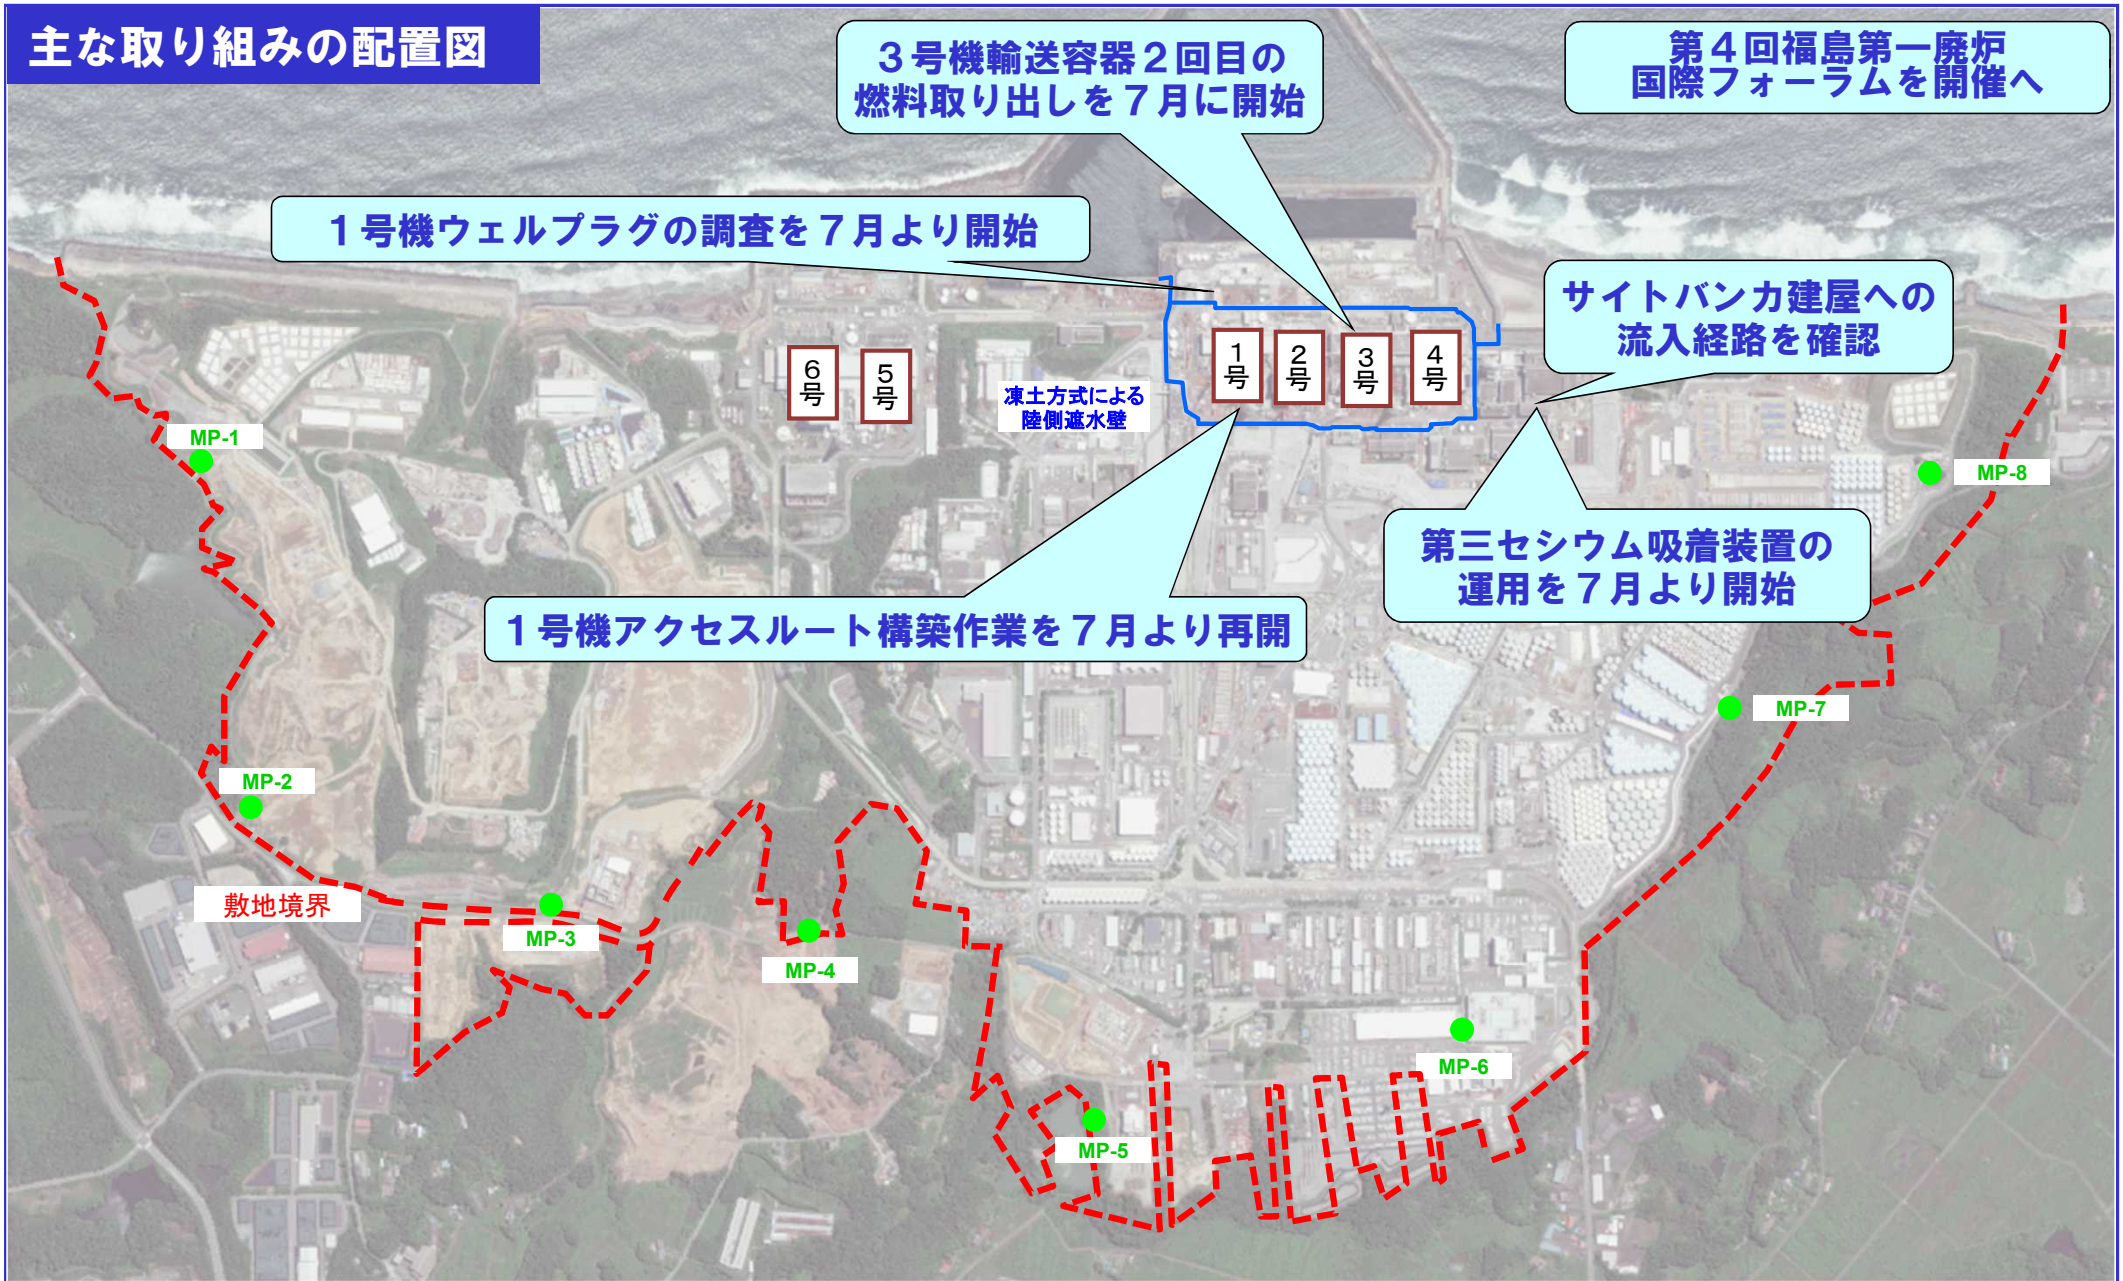 主な取り組みの配置図
３号機輸送容器２回目の
燃料取り出しを７月に開始
第４回福島第一廃炉
国際フォーラムを開催へ
１号機ウェルプラグの調査を７月より開始
サイトバンカ建屋への
流入経路を確認
6号
5号
1号
2号
3号
4号
凍土方式による
陸側遮水壁
MP-1
MP-8
第三セシウム吸着装置の
運用を７月より開始
１号機アクセスルート構築作業を７月より再開
MP-7
MP-2
敷地境界
MP-3
MP-4
MP-6
MP-5